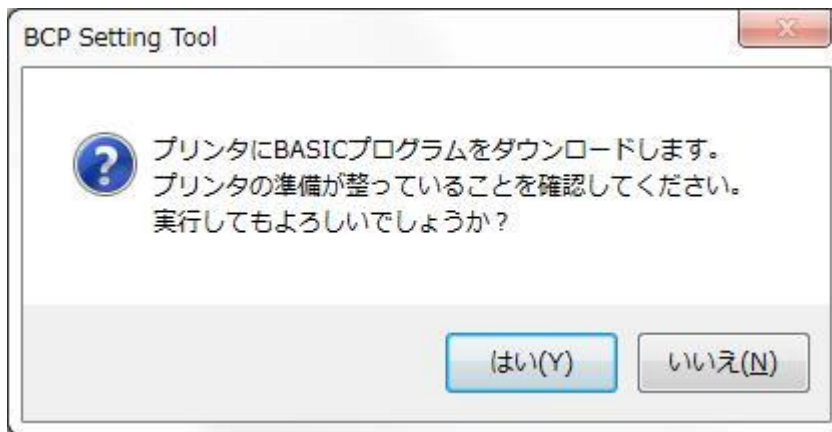 BCP Setting Tool
プリンタにBASICプログラムをダウンロードします。
プリンタの準備が整っていることを確認してください。
実行してもよろしいでしょうか？
はい(Y)
いいえ(N)